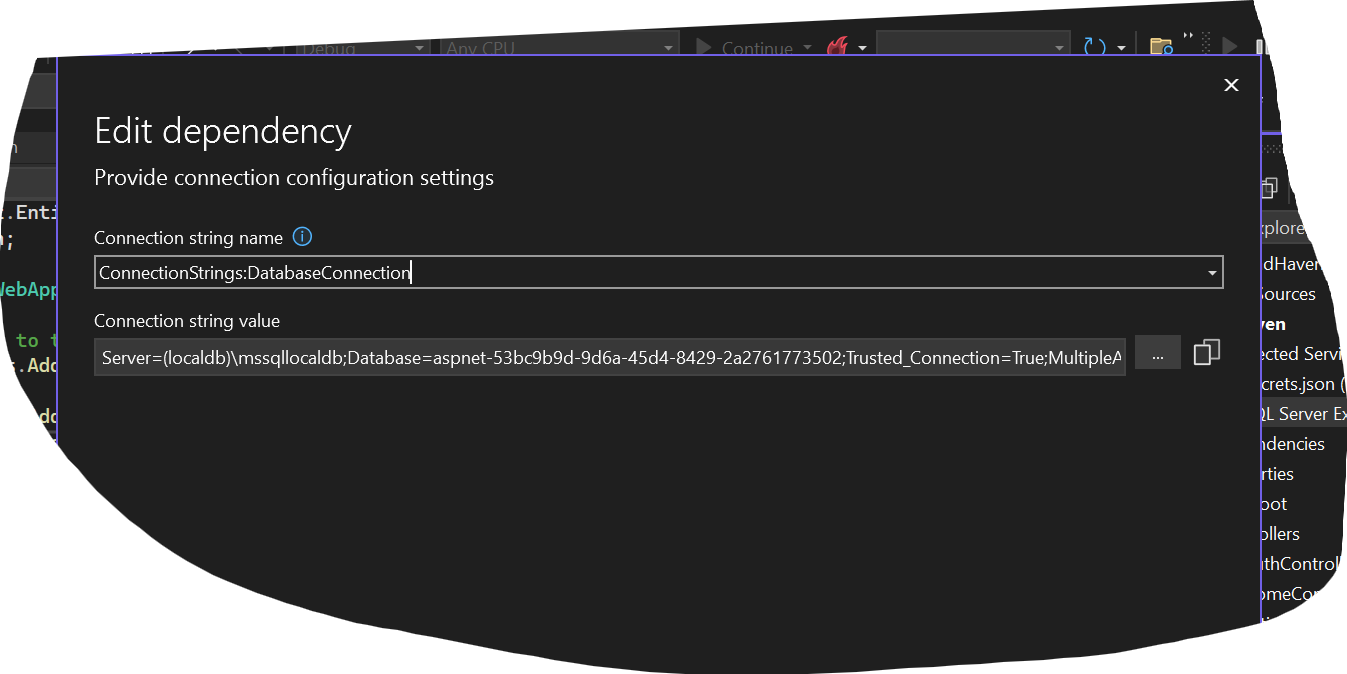 Debug
Any CPU
Continue
Edit dependency
Provide connection configuration settings
Connection string name
ConnectionStrings:DatabaseConnection
Connection string value
Server=(localdb)\mssqllocaldb;Database=aspnet-53bc9b9d-9d6a-45d4-8429-2a2761773502;Trusted_Connection=True;MultipleA
...
.Enti
;
WebApp
to t
s.Add
Add
xplore
dHaven
Sources
ven
ected Servi
crets.json (
QL Server Ex
ndencies
rties
oot
ollers
uthControl
omeCon